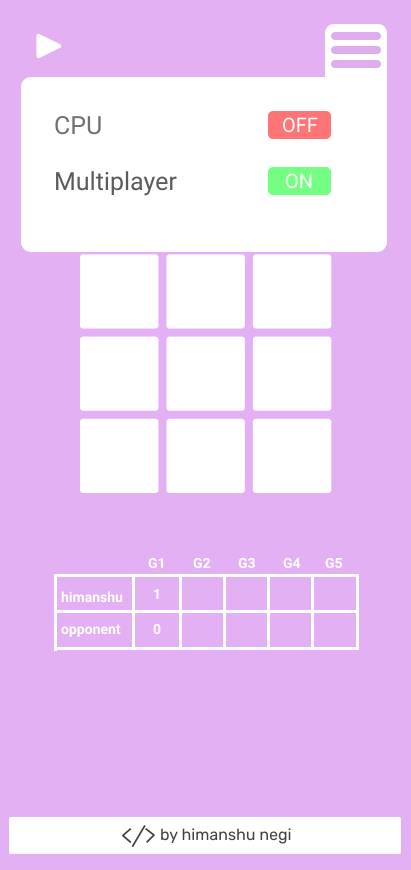 CPU OFF
Multiplayer ON
G1 G2 G3 G4 G5
himanshu 1
opponent 0
</> by himanshu negi